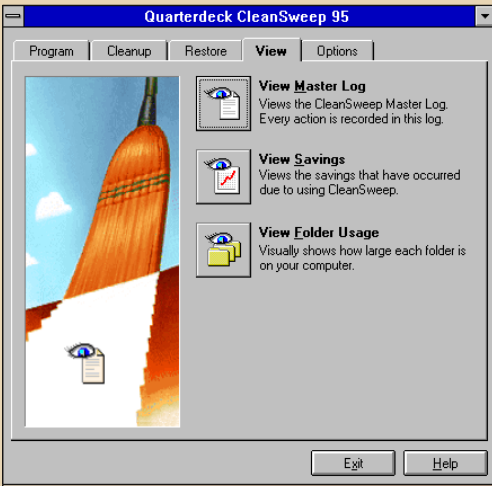 Quarterdeck CleanSweep 95
Program Cleanup Restore View Options
View Master Log
Views the CleanSweep Master Log.
Every action is recorded in this log.
View Savings
Views the savings that have occurred
due to using CleanSweep.
View Folder Usage
Visually shows how large each folder is
on your computer.
Exit Help